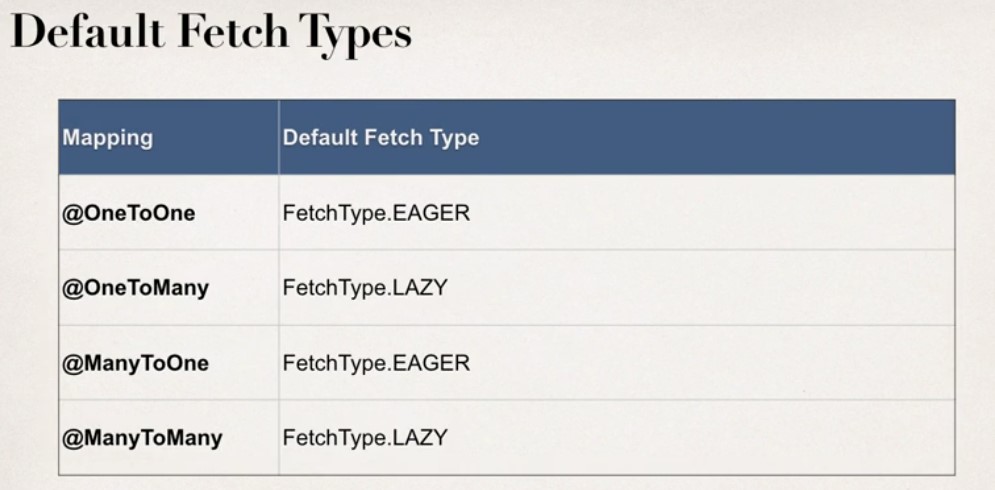 Default Fetch Types
Mapping Default Fetch Type
@OneToOne FetchType.EAGER
@OneToMany FetchType.LAZY
@ManyToOne FetchType.EAGER
@ManyToMany FetchType.LAZY